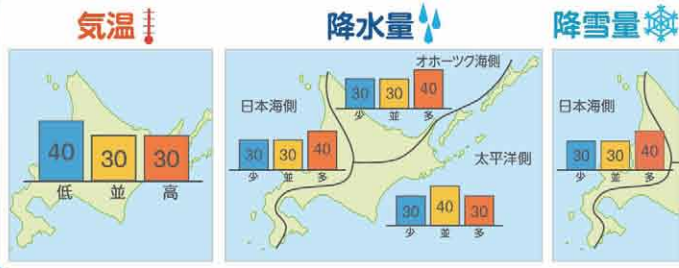 気温
40 30 30
低 並 高
降水量
オホーツク海側
30 30 40
少 並 多
日本海側
30 30 40
少 並 多
太平洋側
30 40 30
少 並 多
降雪量
日本海側
30 30 40
少 並 多